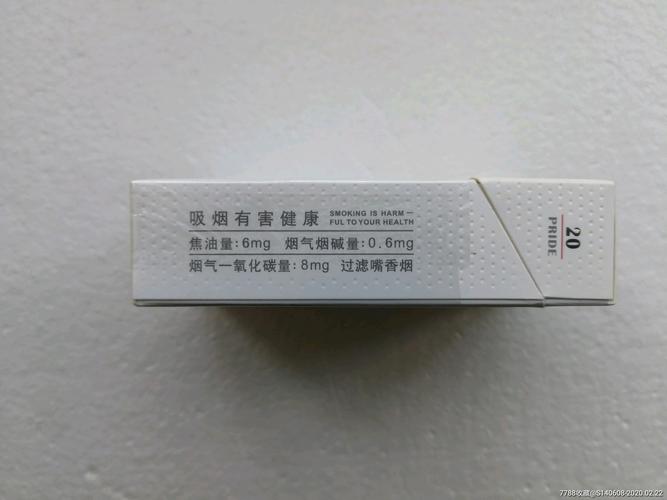 吸烟有害健康 SMOKING IS HARM—
FUL TO YOUR HEALTH
焦油量:6mg 烟气烟碱量:0.6mg
烟气一氧化碳量:8mg 过滤嘴香烟
20
PRIDE
7788收藏@S140608-2020.02.22